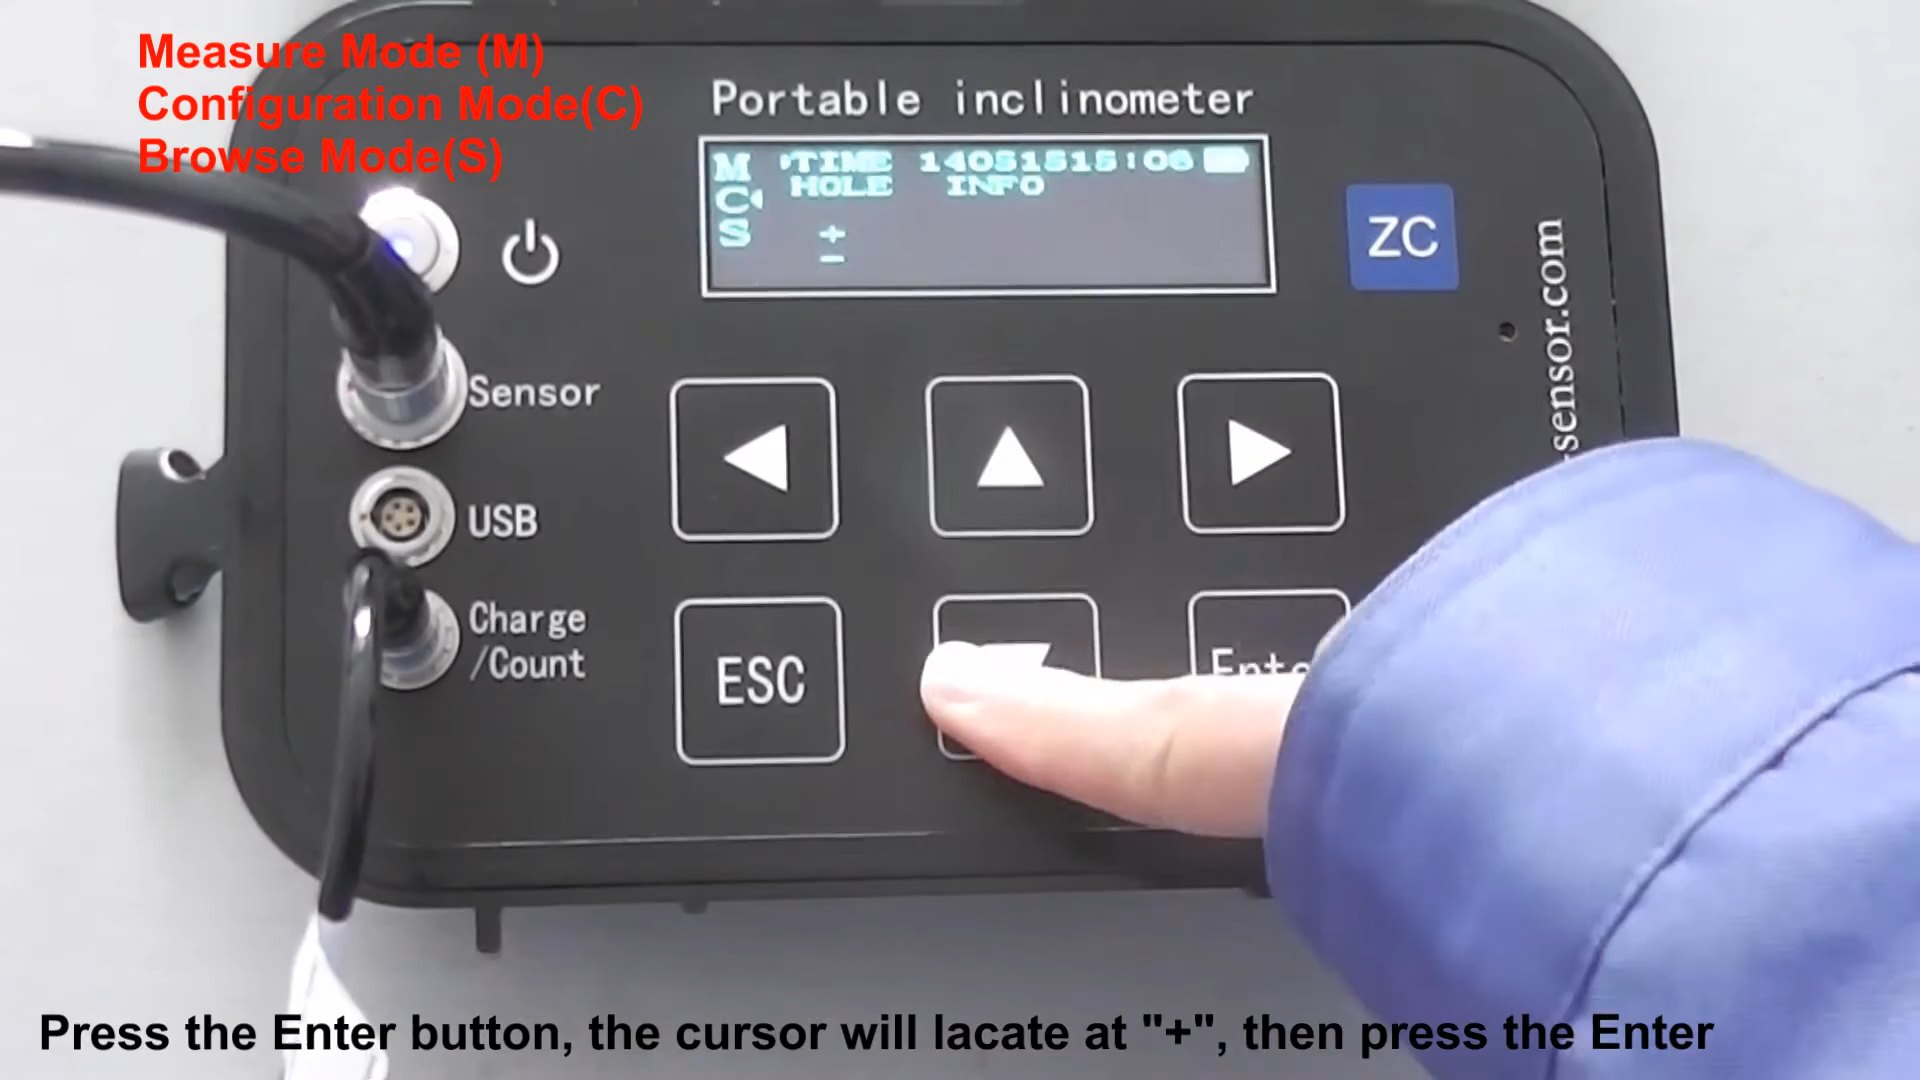 Measure Mode (M)
Configuration Mode(C)
Browse Mode(S)
Portable inclinometer
M TIME 14051515:06
C HOLE INFO
S +
−
ZC
sensor.com
Sensor
USB
Charge
/Count
ESC
Press the Enter button, the cursor will lacate at "+", then press the Enter